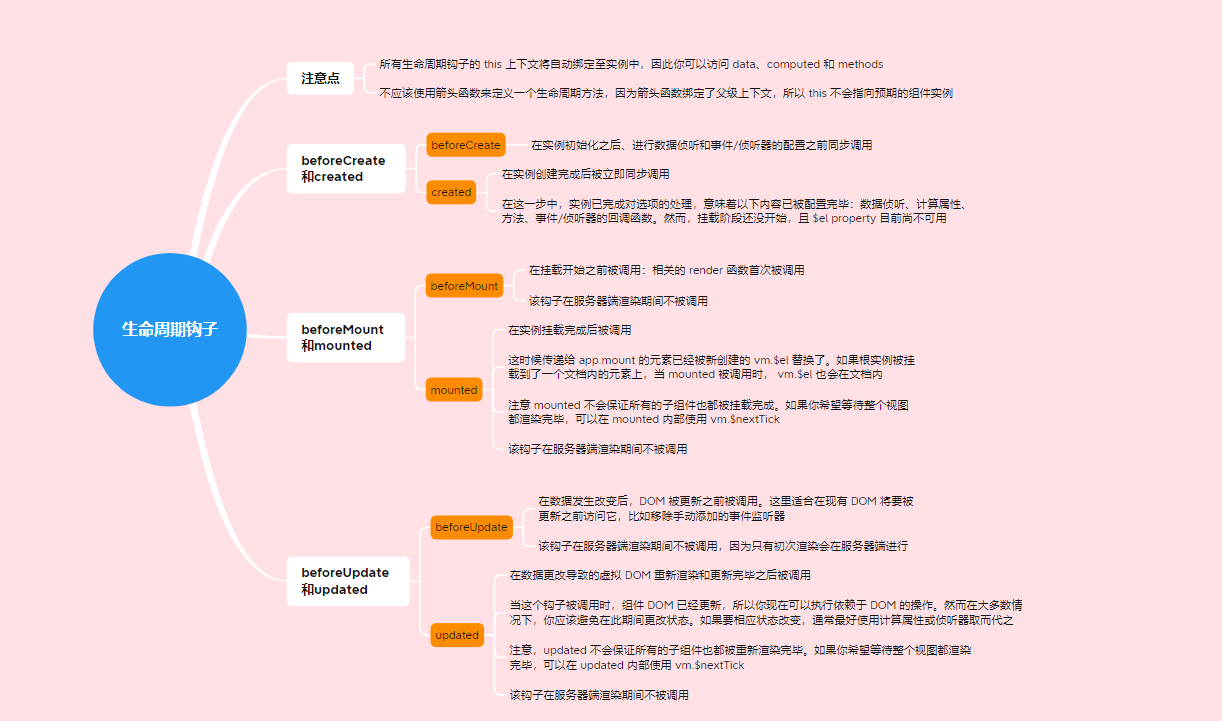 生命周期钩子
注意点
所有生命周期钩子的 this 上下文将自动绑定至实例中，因此你可以访问 data、computed 和 methods
不应该使用箭头函数来定义一个生命周期方法，因为箭头函数绑定了父级上下文，所以 this 不会指向预期的组件实例
beforeCreate
和created
beforeCreate
在实例初始化之后、进行数据侦听和事件/侦听器的配置之前同步调用
created
在实例创建完成后被立即同步调用
在这一步中，实例已完成对选项的处理，意味着以下内容已被配置完毕：数据侦听、计算属性、
方法、事件/侦听器的回调函数。然而，挂载阶段还没开始，且 $el property 目前尚不可用
beforeMount
和mounted
beforeMount
在挂载开始之前被调用：相关的 render 函数首次被调用
该钩子在服务器端渲染期间不被调用
mounted
在实例挂载完成后被调用
这时候传递给 app.mount 的元素已经被新创建的 vm.$el 替换了。如果根实例被挂
载到了一个文档内的元素上，当 mounted 被调用时， vm.$el 也会在文档内
注意 mounted 不会保证所有的子组件也都被挂载完成。如果你希望等待整个视图
都渲染完毕，可以在 mounted 内部使用 vm.$nextTick
该钩子在服务器端渲染期间不被调用
beforeUpdate
和updated
beforeUpdate
在数据发生改变后，DOM 被更新之前被调用。这里适合在现有 DOM 将要被
更新之前访问它，比如移除手动添加的事件监听器
该钩子在服务器端渲染期间不被调用，因为只有初次渲染会在服务器端进行
updated
在数据更改导致的虚拟 DOM 重新渲染和更新完毕之后被调用
当这个钩子被调用时，组件 DOM 已经更新，所以你现在可以执行依赖于 DOM 的操作。然而在大多数情
况下，你应该避免在此期间更改状态。如果要相应状态改变，通常最好使用计算属性或侦听器取而代之
注意，updated 不会保证所有的子组件也都被重新渲染完毕。如果你希望等待整个视图都渲染
完毕，可以在 updated 内部使用 vm.$nextTick
该钩子在服务器端渲染期间不被调用